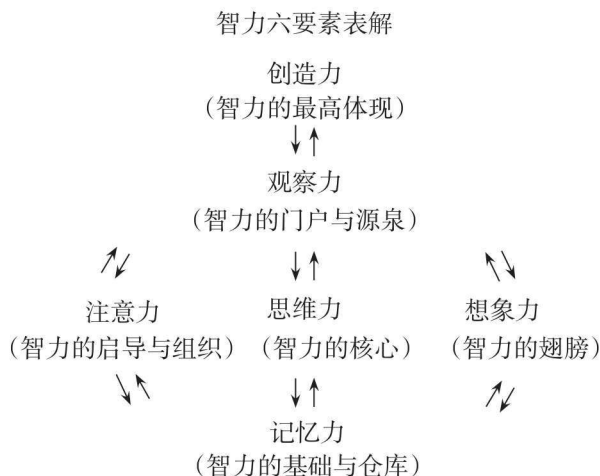 智力六要素表解
创造力
（智力的最高体现）
观察力
（智力的门户与源泉）
注意力 思维力 想象力
（智力的启导与组织）（智力的核心）（智力的翅膀）
记忆力
（智力的基础与仓库）